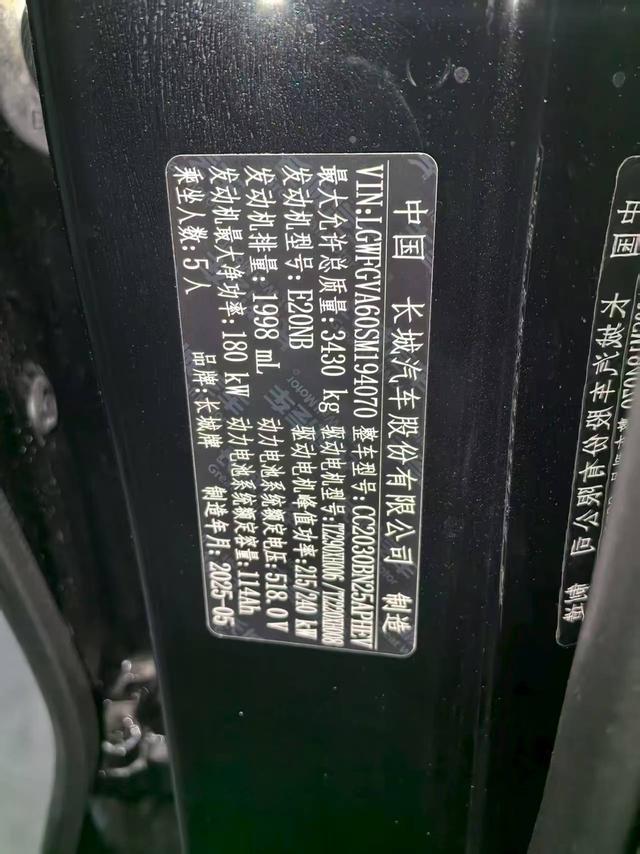 中国 长城汽车股份有限公司 制造
VIN:LGWFGVA60SM194070 整车型号:CC2030BN25APHEV
最大允许总质量:3430 kg 驱动电机型号:TZ290XH006/TZ220XH008
发动机型号:E20NB 驱动电机峰值功率:215/240 kW
发动机排量:1998 mL 动力电池系统额定电压:518.0V
发动机最大净功率:180 kW 动力电池系统额定容量:114Ah
乘坐人数:5人 品牌:长城牌 制造年月:2025-05